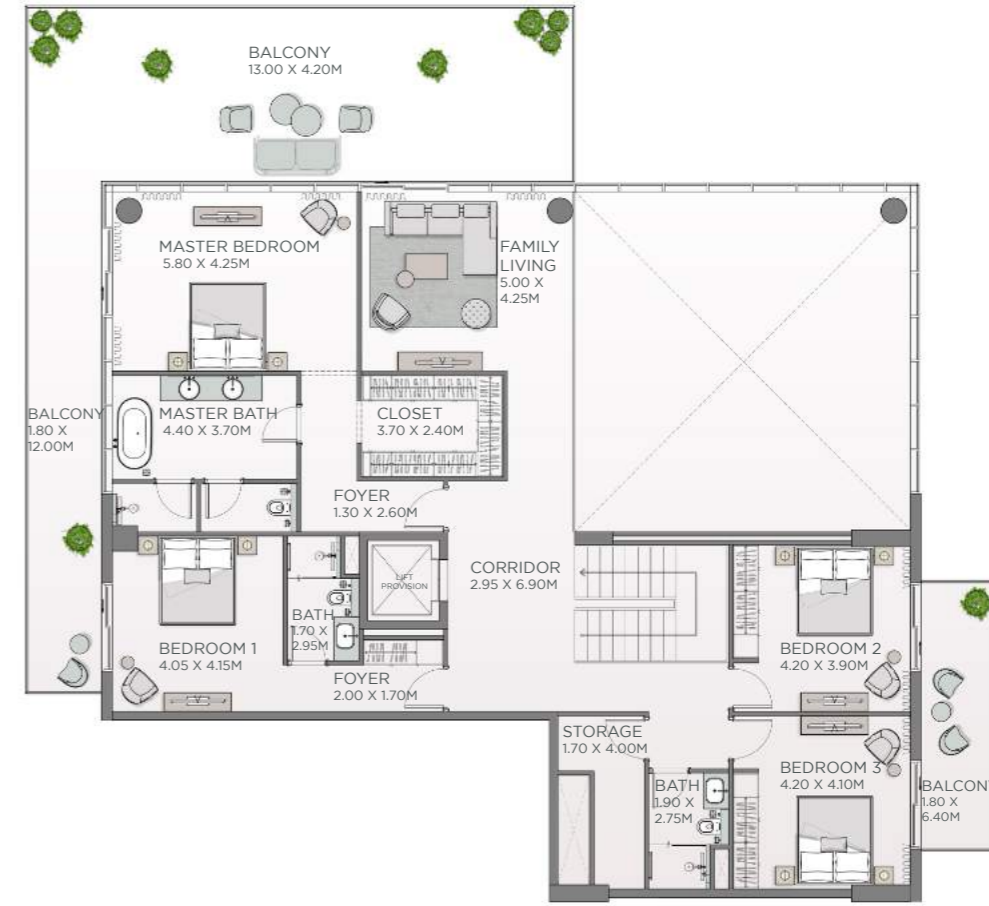 BALCONY
13.00 X 4.20M
MASTER BEDROOM
5.80 X 4.25M
FAMILY
LIVING
5.00 X
4.25M
BALCONY
1.80 X
12.00M
MASTER BATH
4.40 X 3.70M
CLOSET
3.70 X 2.40M
FOYER
1.30 X 2.60M
LIFT
PROVISION
CORRIDOR
2.95 X 6.90M
BATH
1.70 X
2.95M
BEDROOM 1
4.05 X 4.15M
FOYER
2.00 X 1.70M
BEDROOM 2
4.20 X 3.90M
STORAGE
1.70 X 4.00M
BATH
1.90 X
2.75M
BEDROOM 3
4.20 X 4.10M
BALCONY
1.80 X
6.40M